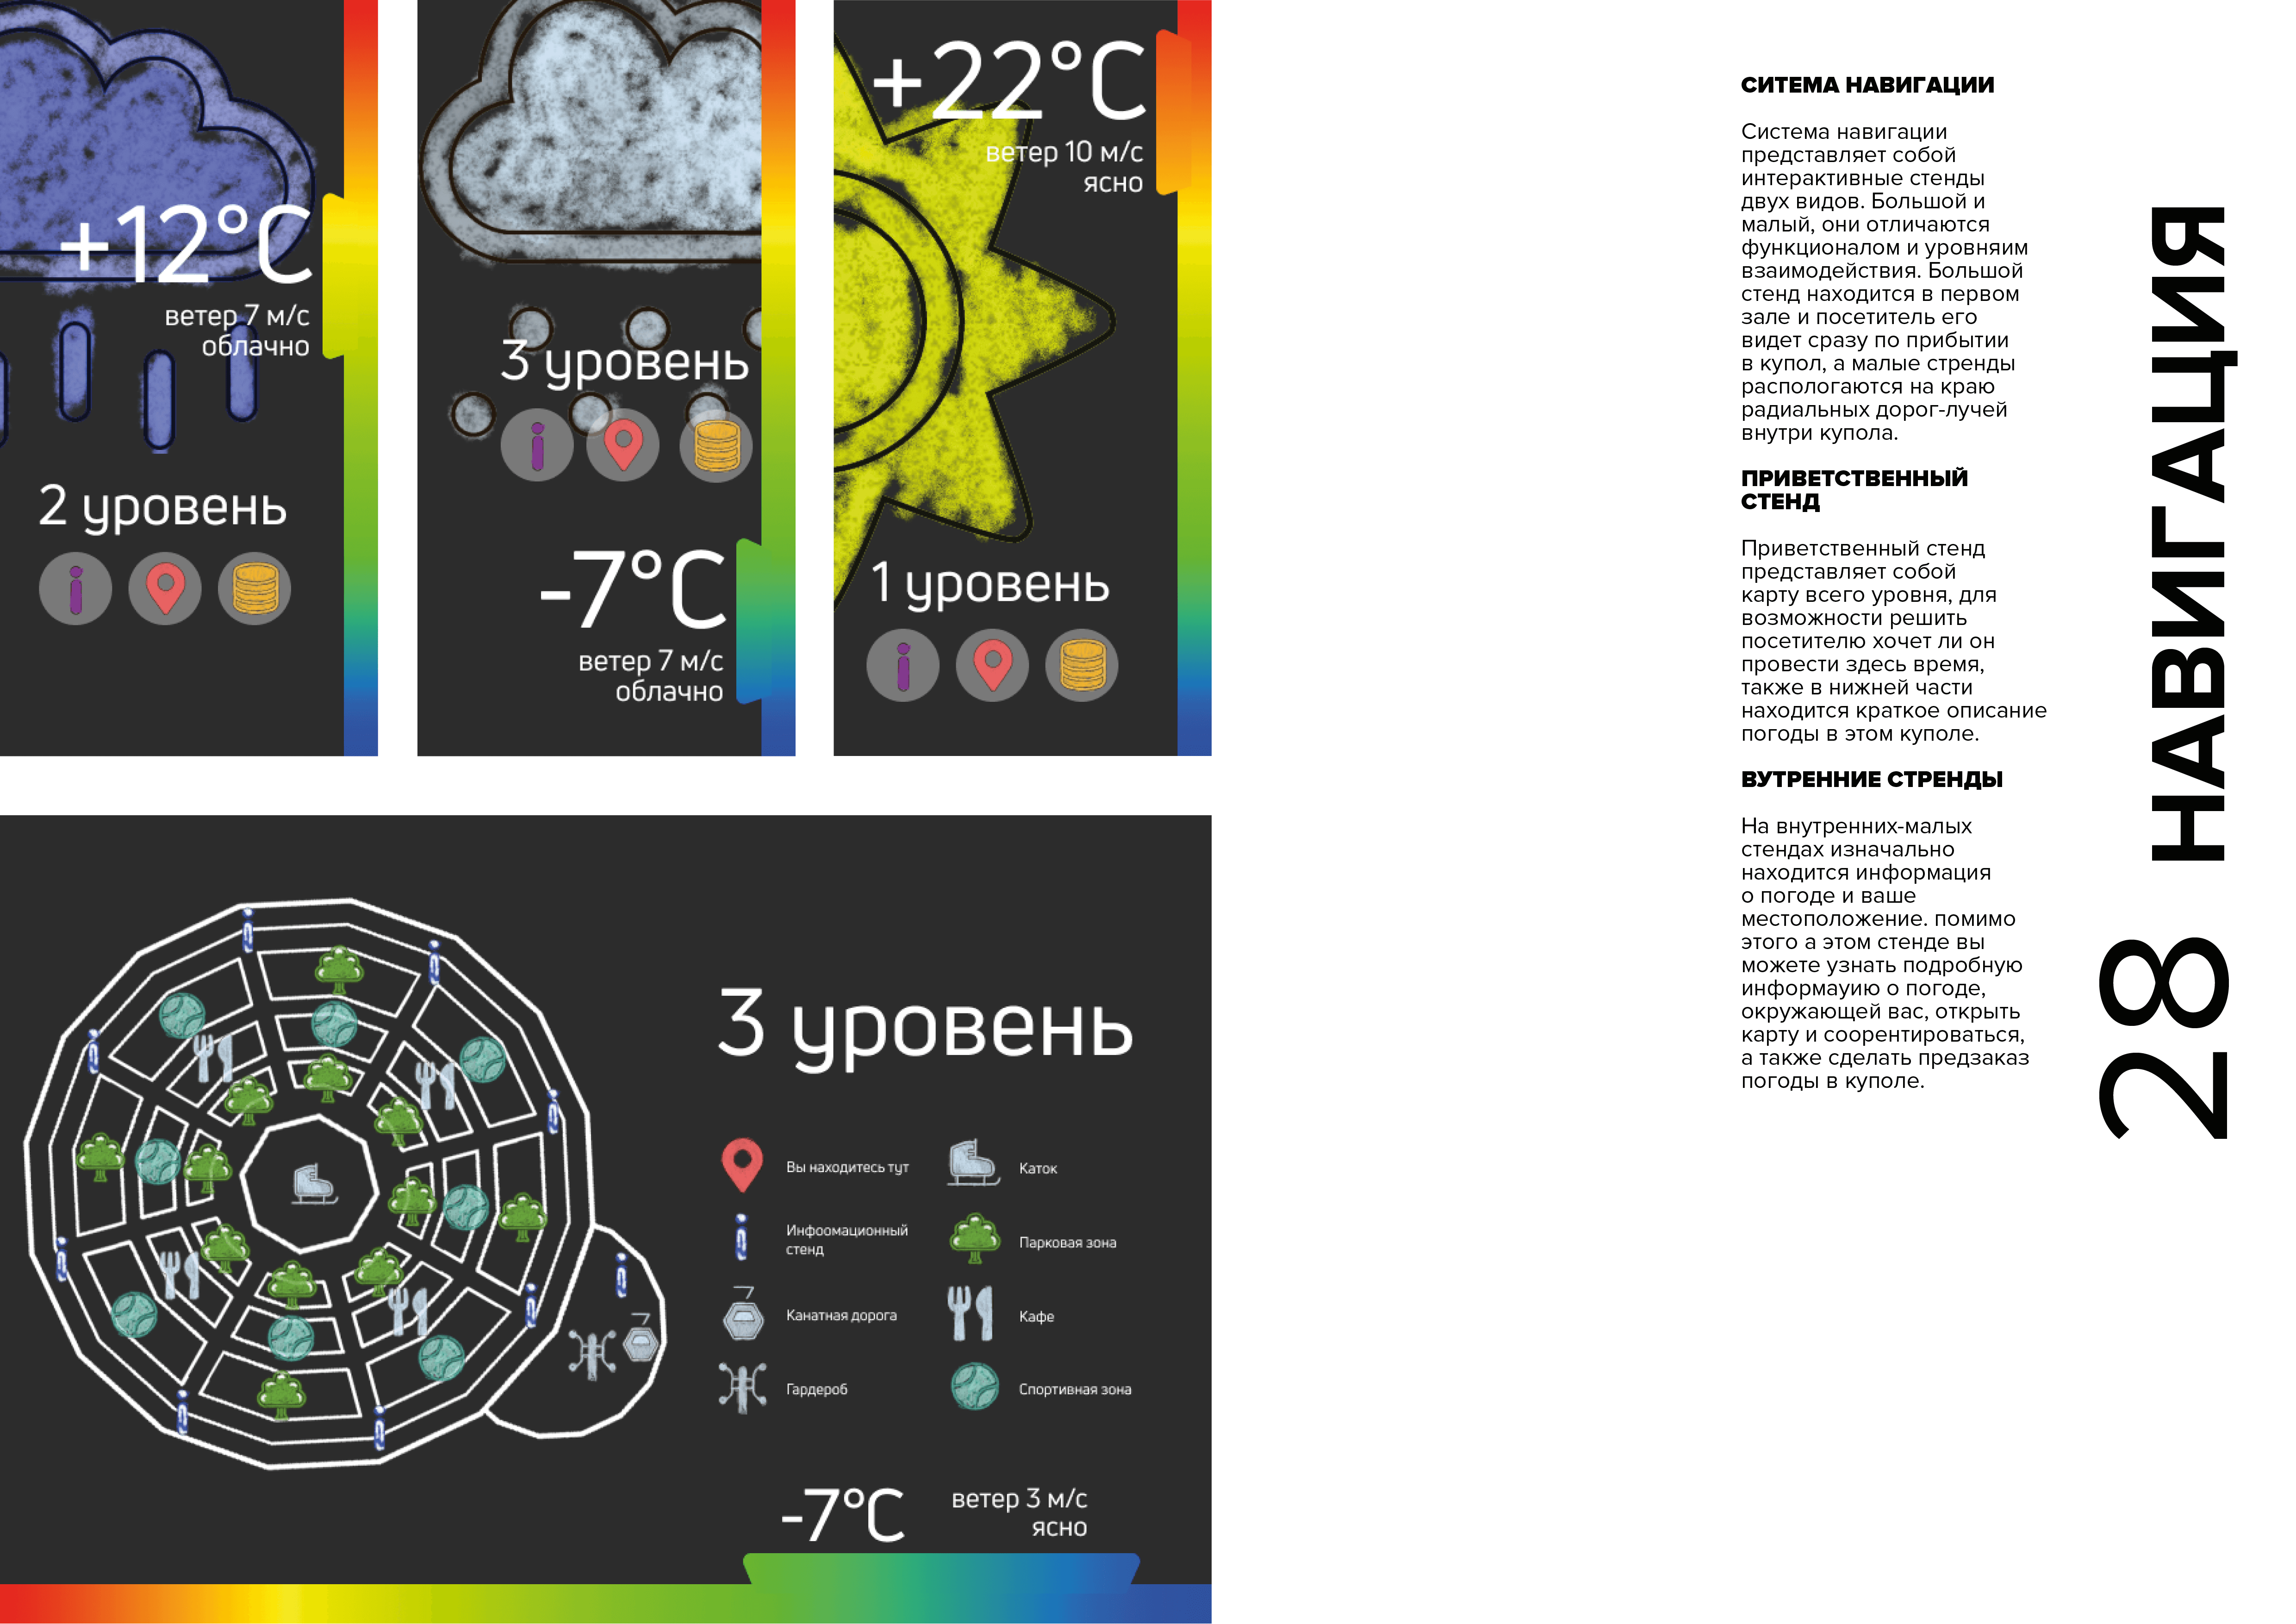 +12°C
ветер 7 м/с
облачно
2 уровень
3 уровень
-7°C
ветер 7 м/с
облачно
+22°C
ветер 10 м/с
ясно
1 уровень
3 уровень
Вы находитесь тут
Инфоомационный
стенд
Канатная дорога
Гардероб
Каток
Парковая зона
Кафе
Спортивная зона
-7°C
ветер 3 м/с
ясно
СИТЕМА НАВИГАЦИИ
Система навигации
представляет собой
интерактивные стенды
двух видов. Большой и
малый, они отличаются
функционалом и уровняим
взаимодействия. Большой
стенд находится в первом
зале и посетитель его
видет сразу по прибытии
в купол, а малые стренды
распологаются на краю
радиальных дорог-лучей
внутри купола.
ПРИВЕТСТВЕННЫЙ
СТЕНД
Приветственный стенд
представляет собой
карту всего уровня, для
возможности решить
посетителю хочет ли он
провести здесь время,
также в нижней части
находится краткое описание
погоды в этом куполе.
ВУТРЕННИЕ СТРЕНДЫ
На внутренних-малых
стендах изначально
находится информация
о погоде и ваше
местоположение. помимо
этого а этом стенде вы
можете узнать подробную
информауию о погоде,
окружающей вас, открыть
карту и соорентироваться,
а также сделать предзаказ
погоды в куполе.
28 НАВИГАЦИЯ